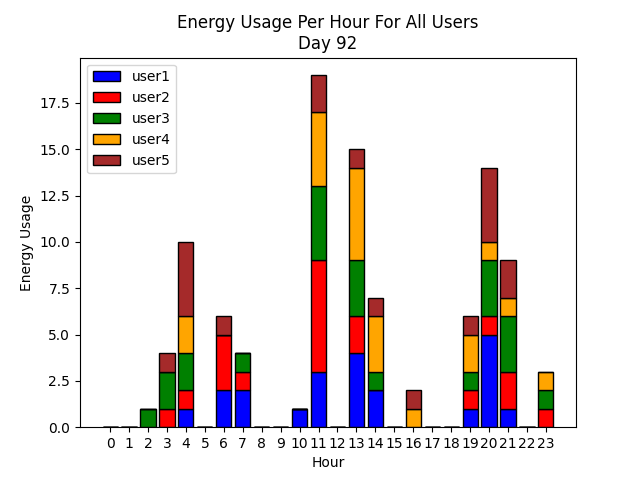 Energy Usage Per Hour For All Users
Day 92
user1
user2
user3
user4
user5
Energy Usage
17.5
15.0
12.5
10.0
7.5
5.0
2.5
0.0
0 1 2 3 4 5 6 7 8 9 10 11 12 13 14 15 16 17 18 19 20 21 22 23
Hour